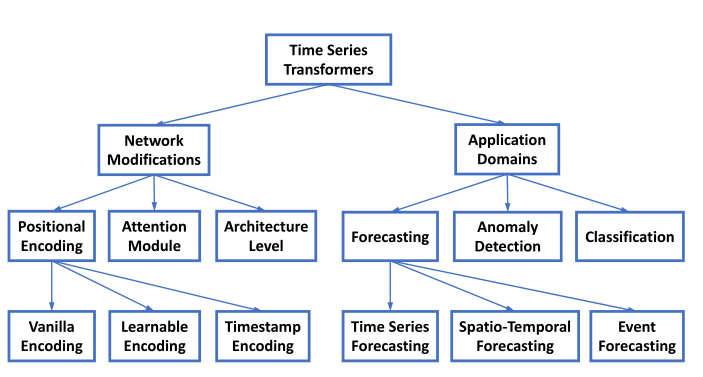 Time Series
Transformers
Network
Modifications
Application
Domains
Positional
Encoding
Attention
Module
Architecture
Level
Forecasting
Anomaly
Detection
Classification
Vanilla
Encoding
Learnable
Encoding
Timestamp
Encoding
Time Series
Forecasting
Spatio-Temporal
Forecasting
Event
Forecasting